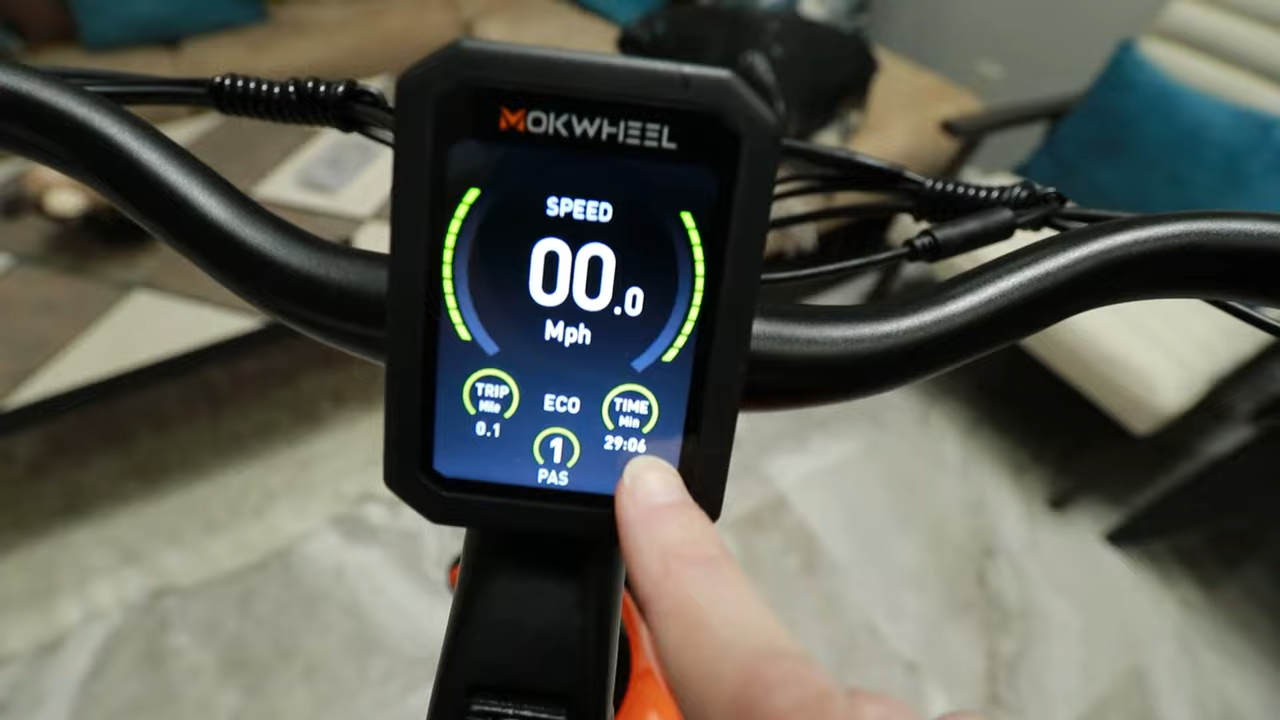 MOKWHEEL
SPEED
00.0
Mph
TRIP
Mile
0.1
ECO
1
PAS
TIME
Min
29:06